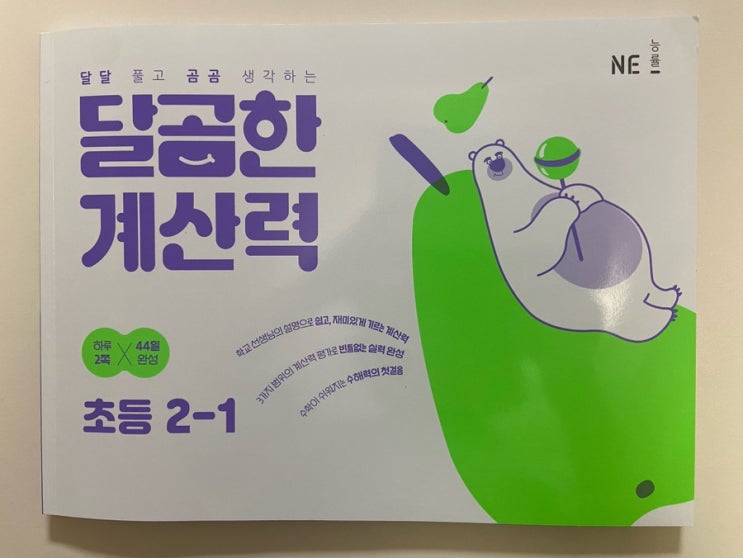 달달 풀고 곰곰 생각하는
NE 능률
달곰한
계산력
학교 선생님의 설명으로 쉽고, 재미있게 기르는 계산력
3가지 범위의 계산력 평가로 빈틈없는 실력 완성
수학이 쉬워지는 수해력의 첫걸음
하루
2쪽
44일
완성
초등 2-1